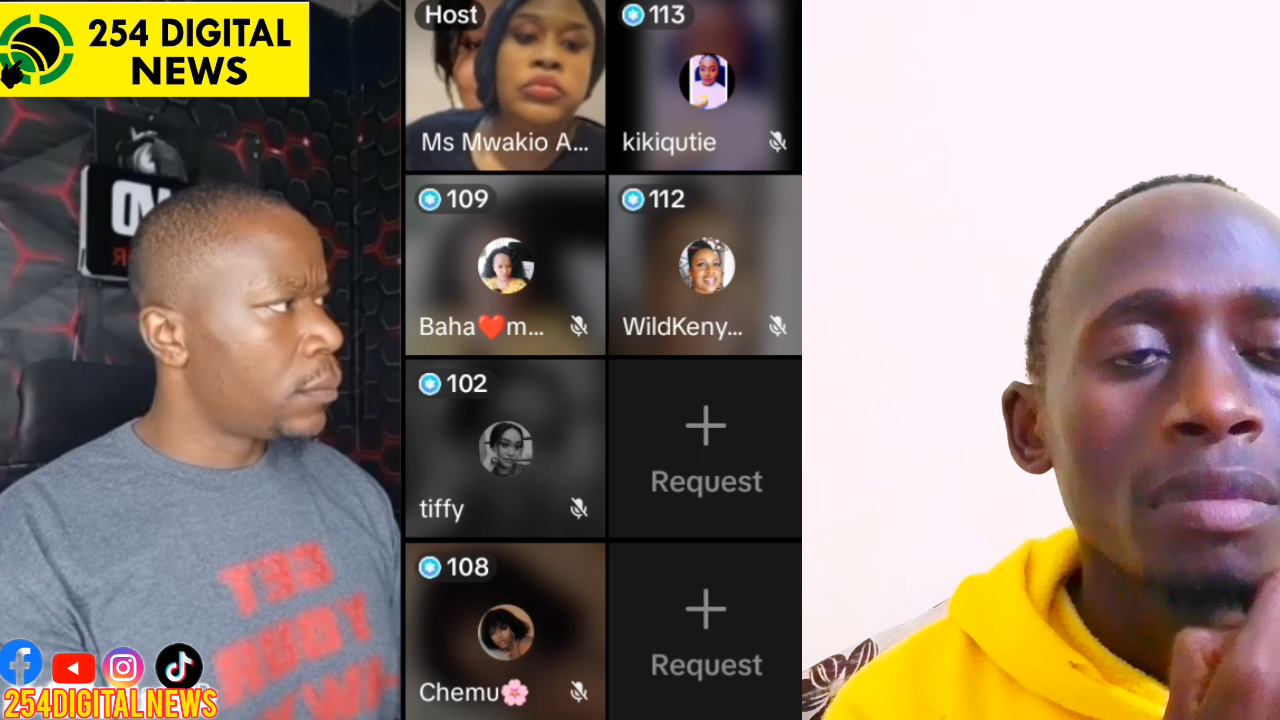 254 DIGITAL
NEWS
Host
113
Ms Mwakio A...
kikiqutie
109
112
Baha❤️m...
WildKeny...
102
tiffy
Request
108
Chemu🌸
Request
254DIGITALNEWS